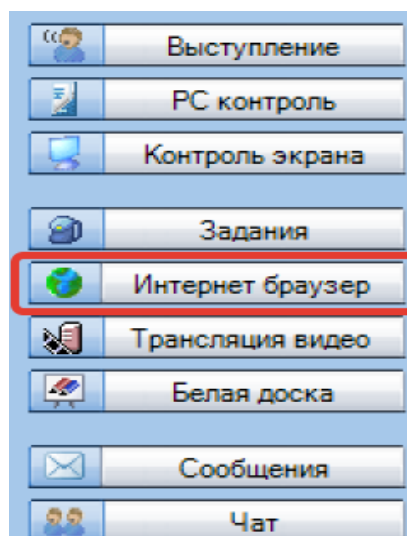 Выступление
PC контроль
Контроль экрана
Задания
Интернет браузер
Трансляция видео
Белая доска
Сообщения
Чат